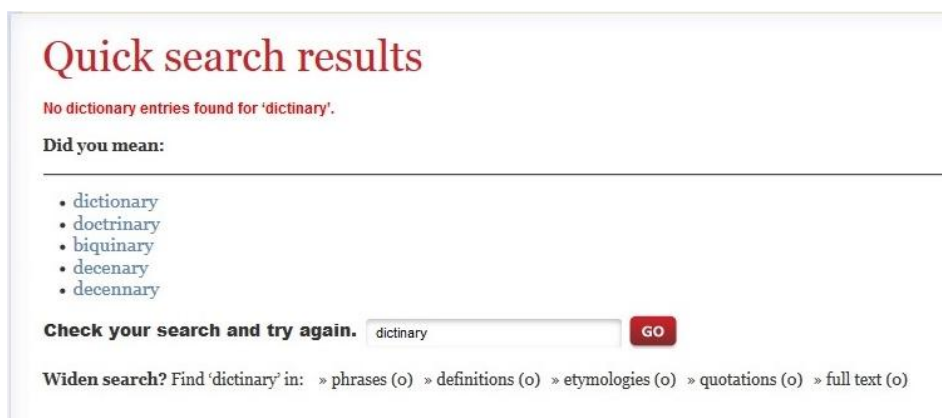 Quick search results
No dictionary entries found for ‘dictinary’.
Did you mean:
• dictionary
• doctrinary
• biquinary
• decenary
• decennary
Check your search and try again. dictinary GO
Widen search? Find ‘dictinary’ in: » phrases (0) » definitions (0) » etymologies (0) » quotations (0) » full text (0)